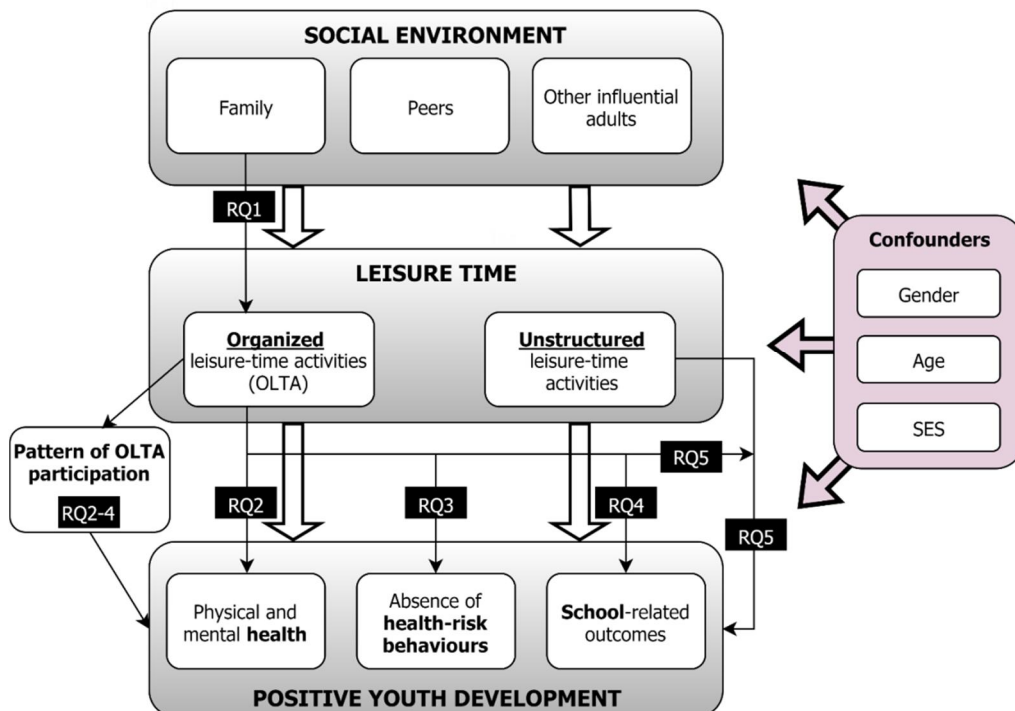 SOCIAL ENVIRONMENT
Family
Peers
Other influential
adults
RQ1
LEISURE TIME
Organized
leisure-time activities
(OLTA)
Unstructured
leisure-time
activities
Confounders
Gender
Age
SES
Pattern of OLTA
participation
RQ2-4
RQ2
RQ3
RQ4
RQ5
RQ5
Physical and
mental health
Absence of
health-risk
behaviours
School-related
outcomes
POSITIVE YOUTH DEVELOPMENT